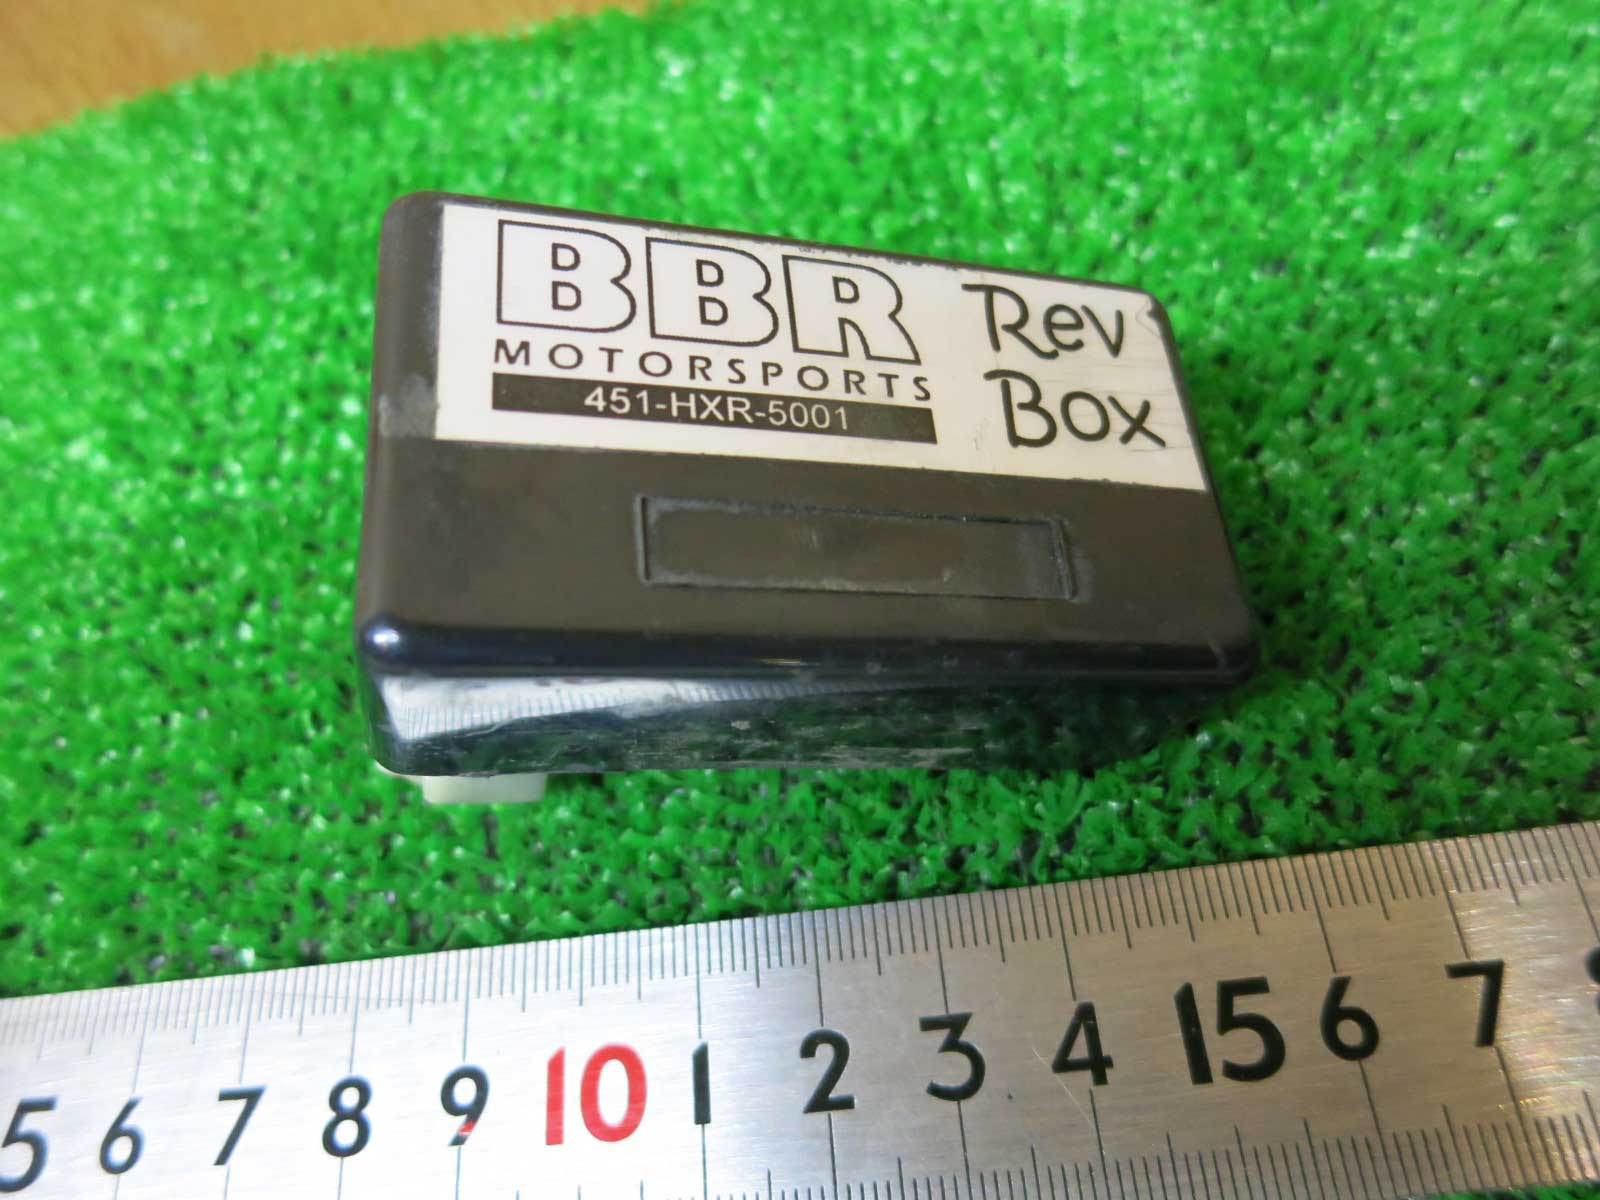 BBR
MOTORSPORTS
451-HXR-5001
Rev
Box
5 6 7 8 9 10 1 2 3 4 15 6 7